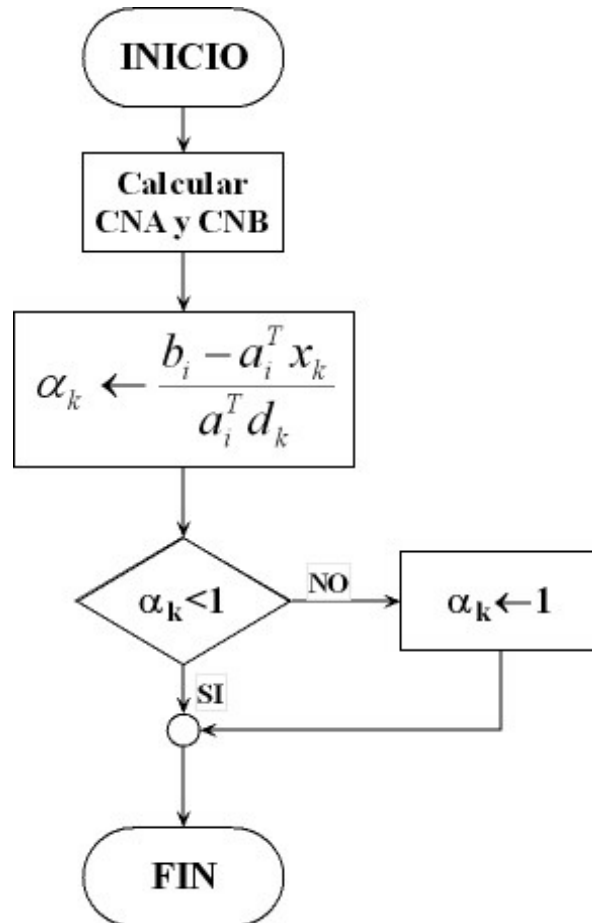 INICIO
Calcular
CNA y CNB
α_k ← (b_i − a_i^T x_k) / (a_i^T d_k)
α_k<1
NO
α_k←1
SI
FIN